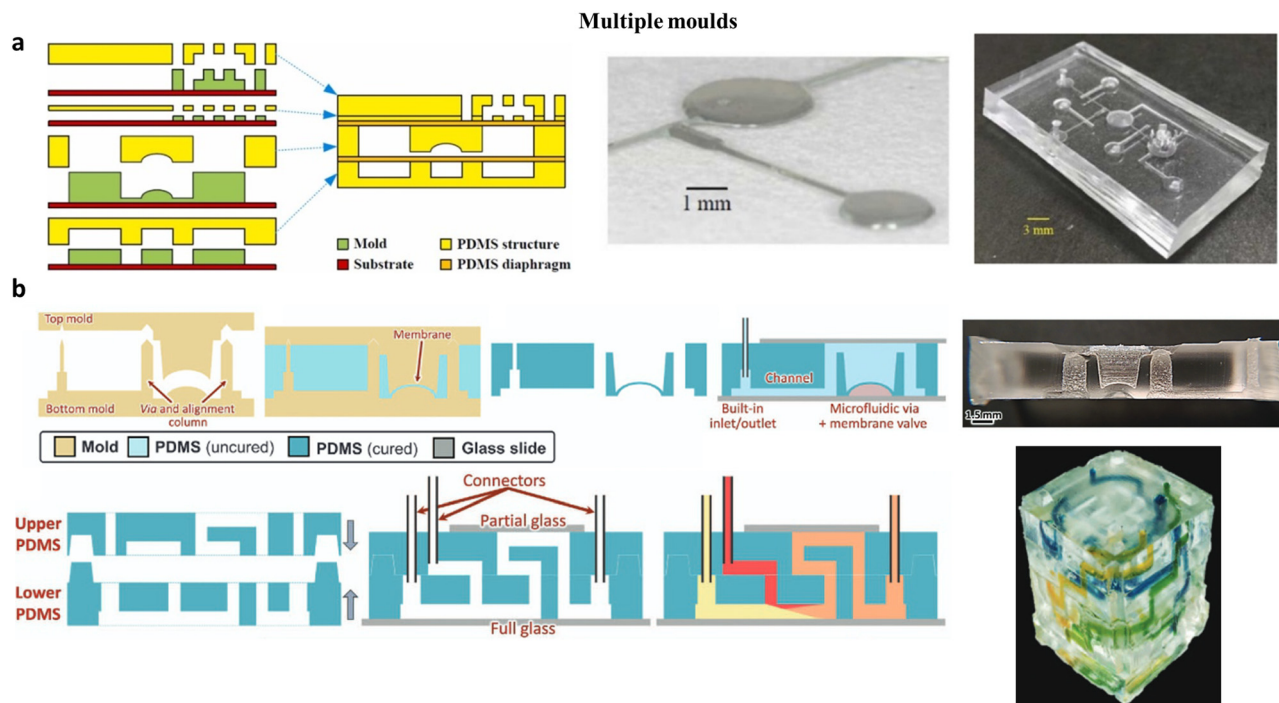 Multiple moulds
a
Mold
Substrate
PDMS structure
PDMS diaphragm
1 mm
3 mm
b
Top mold
Bottom mold
Via and alignment
column
Membrane
Channel
Built-in
inlet/outlet
Microfluidic via
+ membrane valve
1.5 mm
Mold
PDMS (uncured)
PDMS (cured)
Glass slide
Upper
PDMS
Lower
PDMS
Connectors
Partial glass
Full glass